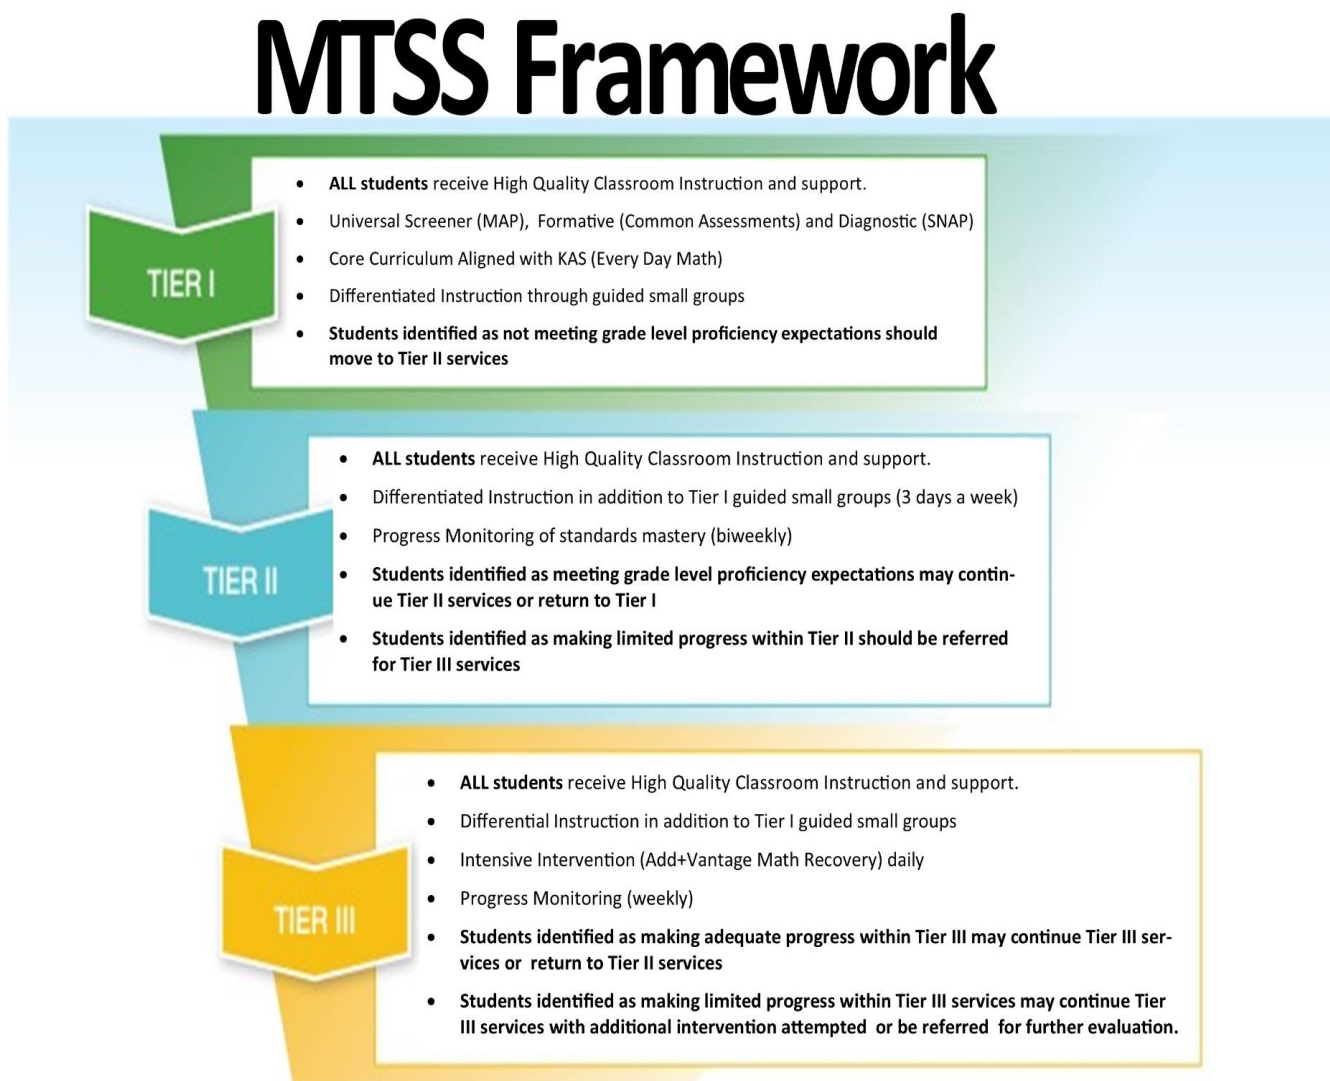 MTSS Framework
TIER I
• ALL students receive High Quality Classroom Instruction and support.
• Universal Screener (MAP), Formative (Common Assessments) and Diagnostic (SNAP)
• Core Curriculum Aligned with KAS (Every Day Math)
• Differentiated Instruction through guided small groups
• Students identified as not meeting grade level proficiency expectations should
move to Tier II services
TIER II
• ALL students receive High Quality Classroom Instruction and support.
• Differentiated Instruction in addition to Tier I guided small groups (3 days a week)
• Progress Monitoring of standards mastery (biweekly)
• Students identified as meeting grade level proficiency expectations may contin-
ue Tier II services or return to Tier I
• Students identified as making limited progress within Tier II should be referred
for Tier III services
TIER III
• ALL students receive High Quality Classroom Instruction and support.
• Differential Instruction in addition to Tier I guided small groups
• Intensive Intervention (Add+Vantage Math Recovery) daily
• Progress Monitoring (weekly)
• Students identified as making adequate progress within Tier III may continue Tier III ser-
vices or return to Tier II services
• Students identified as making limited progress within Tier III services may continue Tier
III services with additional intervention attempted or be referred for further evaluation.